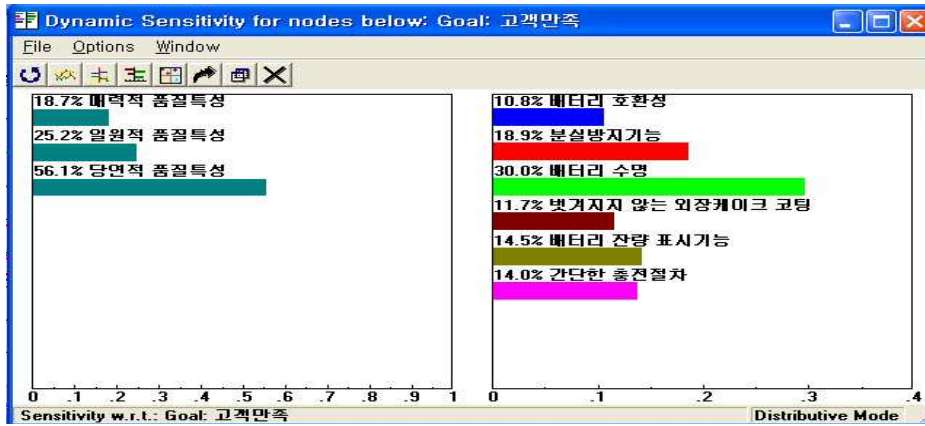 Dynamic Sensitivity for nodes below: Goal: 고객만족
File Options Window
18.7% 매력적 품질특성
25.2% 일원적 품질특성
56.1% 당연적 품질특성
0 .1 .2 .3 .4 .5 .6 .7 .8 .9 1
10.8% 배터리 호환성
18.9% 분실방지기능
30.0% 배터리 수명
11.7% 벗겨지지 않는 외장케이크 코팅
14.5% 배터리 잔량 표시기능
14.0% 간단한 충전절차
0 .1 .2 .3 .4
Sensitivity w.r.t.: Goal: 고객만족
Distributive Mode